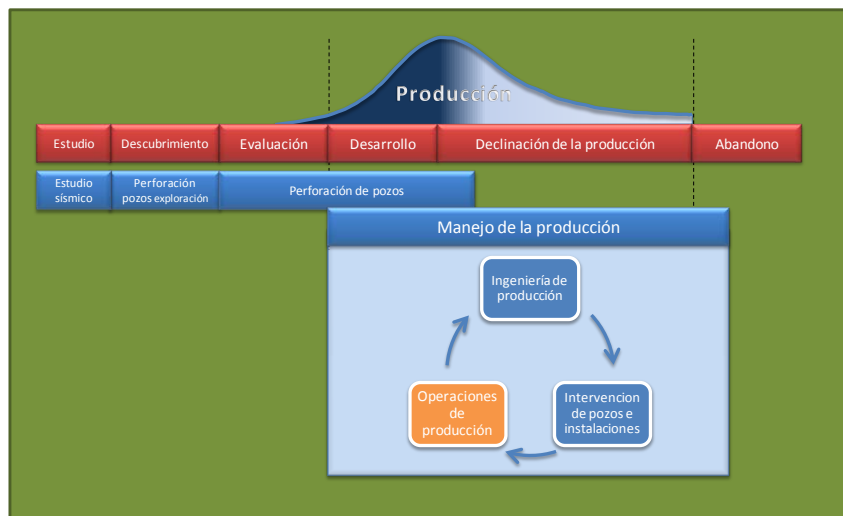 Producción
Estudio
Descubrimiento
Evaluación
Desarrollo
Declinación de la producción
Abandono
Estudio
sísmico
Perforación
pozos exploración
Perforación de pozos
Manejo de la producción
Ingeniería de
producción
Operaciones
de
producción
Intervencion
de pozos e
instalaciones